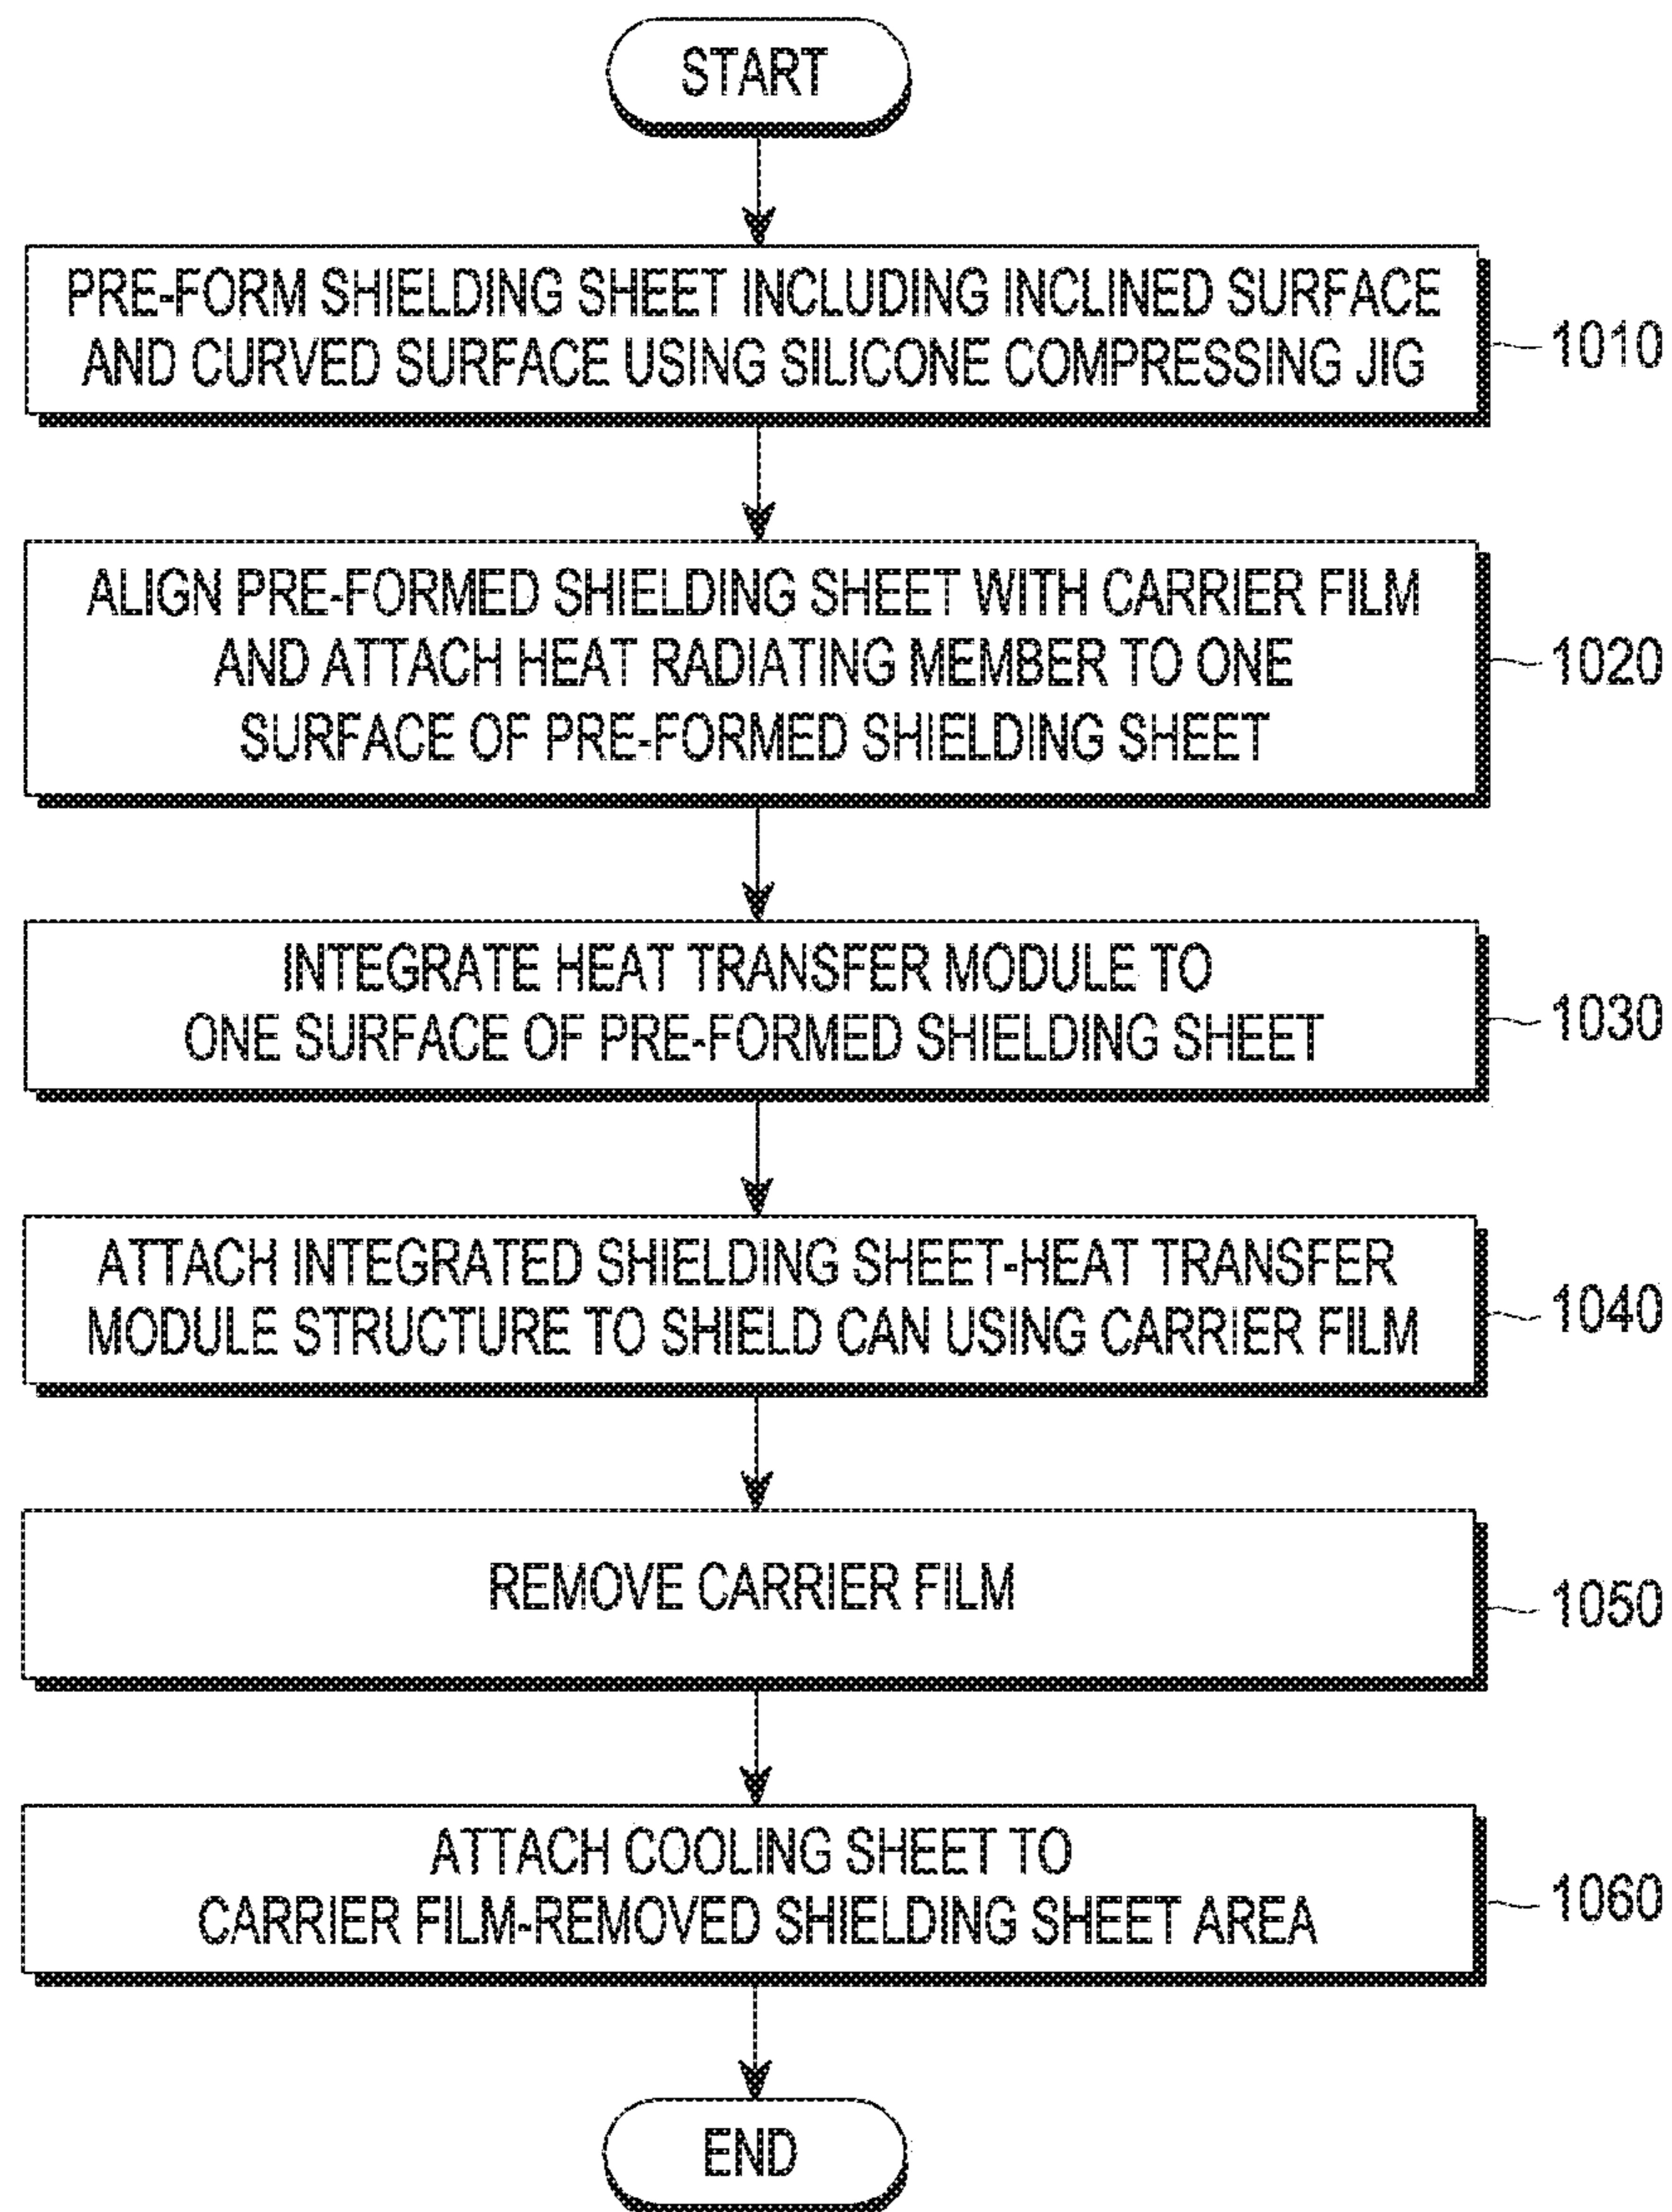 START
PRE-FORM SHIELDING SHEET INCLUDING INCLINED SURFACE
AND CURVED SURFACE USING SILICONE COMPRESSING JIG
1010
ALIGN PRE-FORMED SHIELDING SHEET WITH CARRIER FILM
AND ATTACH HEAT RADIATING MEMBER TO ONE
SURFACE OF PRE-FORMED SHIELDING SHEET
1020
INTEGRATE HEAT TRANSFER MODULE TO
ONE SURFACE OF PRE-FORMED SHIELDING SHEET
1030
ATTACH INTEGRATED SHIELDING SHEET-HEAT TRANSFER
MODULE STRUCTURE TO SHIELD CAN USING CARRIER FILM
1040
REMOVE CARRIER FILM
1050
ATTACH COOLING SHEET TO
CARRIER FILM-REMOVED SHIELDING SHEET AREA
1060
END